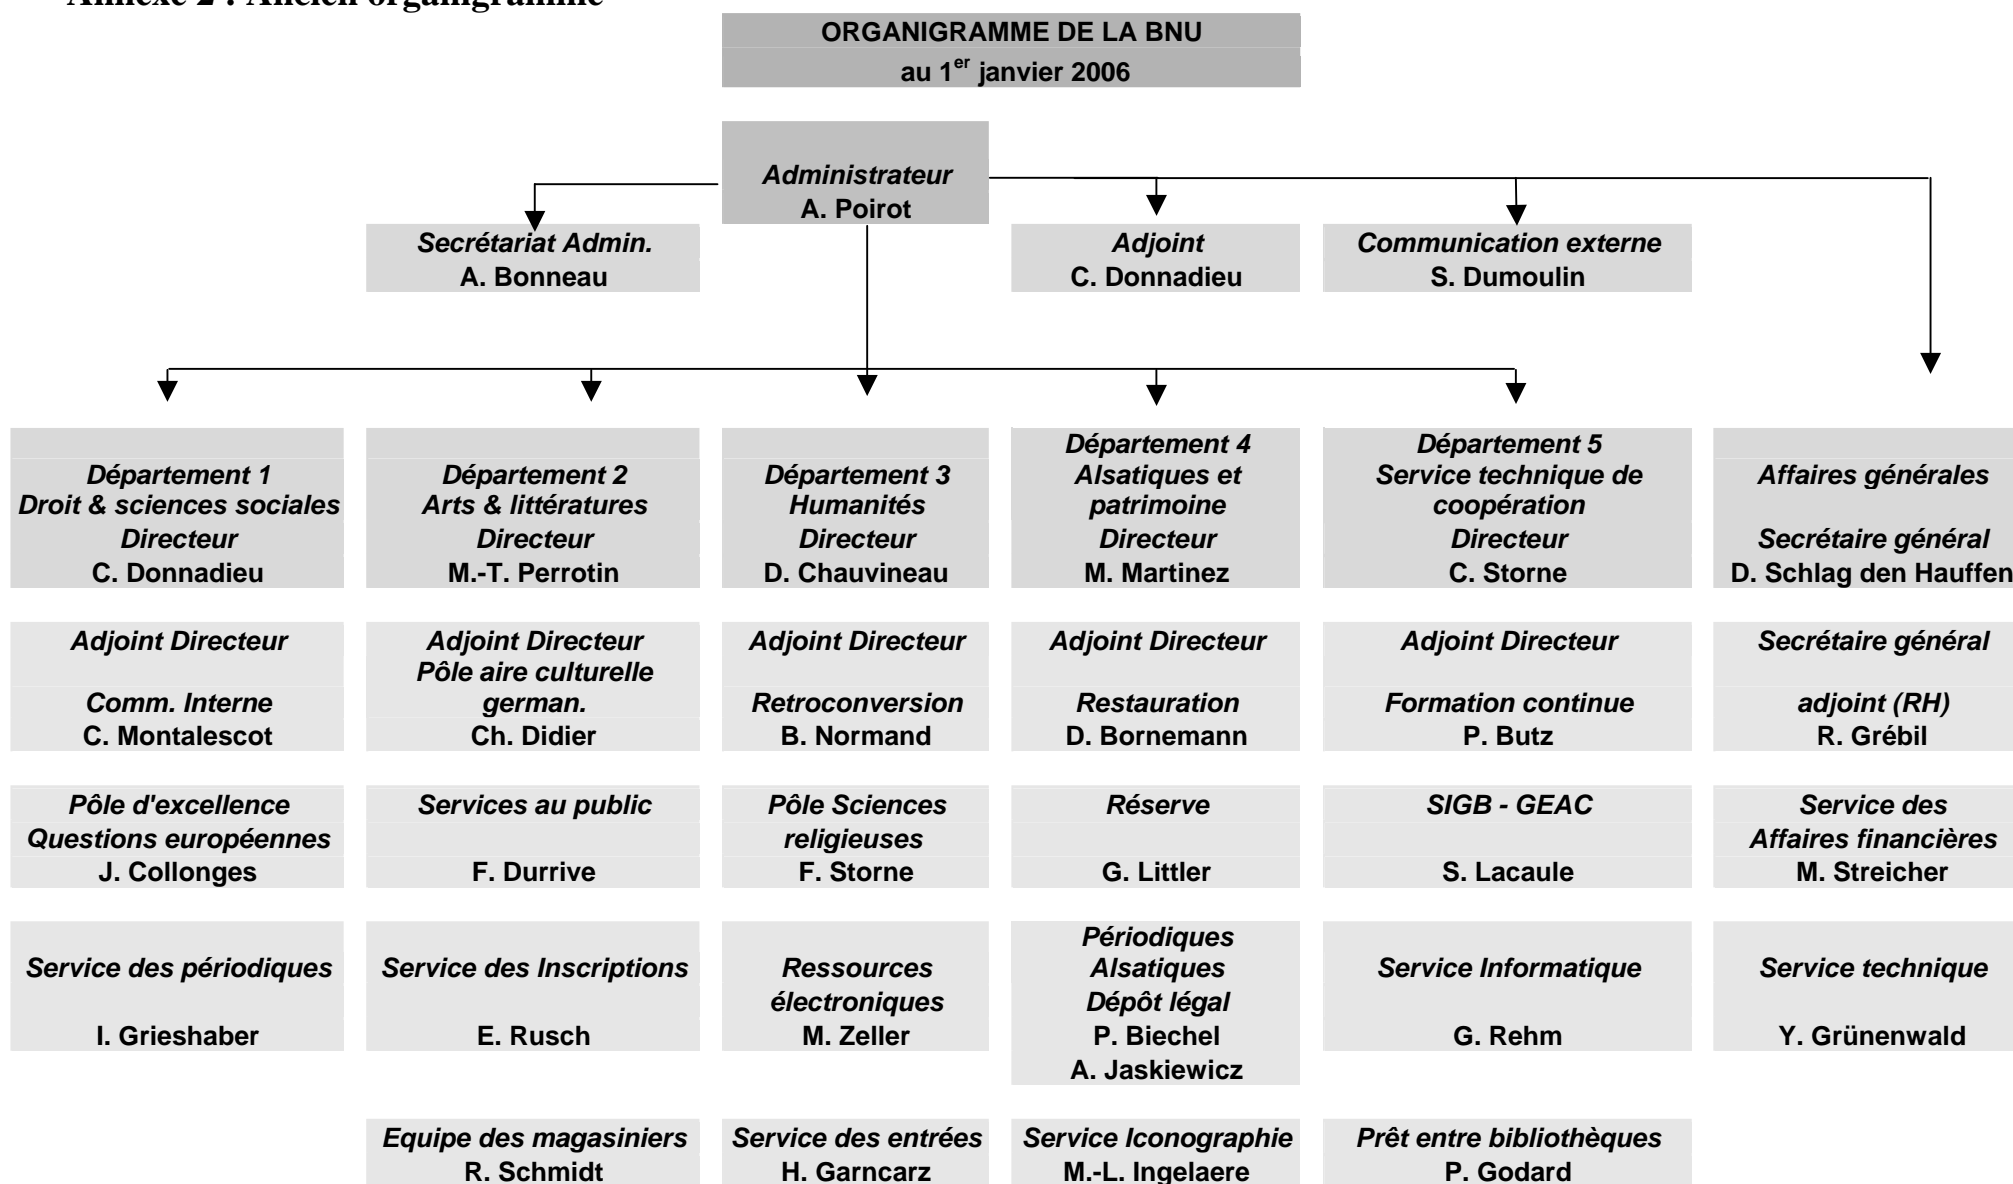 Annexe 2 : Ancien organigramme
ORGANIGRAMME DE LA BNU
au 1er janvier 2006
Administrateur
A. Poirot
Secrétariat Admin.
A. Bonneau
Adjoint
C. Donnadieu
Communication externe
S. Dumoulin
Département 1
Droit & sciences sociales
Directeur
C. Donnadieu
Département 2
Arts & littératures
Directeur
M.-T. Perrotin
Département 3
Humanités
Directeur
D. Chauvineau
Département 4
Alsatiques et
patrimoine
Directeur
M. Martinez
Département 5
Service technique de
coopération
Directeur
C. Storne
Affaires générales
Secrétaire général
D. Schlag den Hauffen
Adjoint Directeur
Comm. Interne
C. Montalescot
Adjoint Directeur
Pôle aire culturelle
german.
Ch. Didier
Adjoint Directeur
Retroconversion
B. Normand
Adjoint Directeur
Restauration
D. Bornemann
Adjoint Directeur
Formation continue
P. Butz
Secrétaire général
adjoint (RH)
R. Grébil
Pôle d'excellence
Questions européennes
J. Collonges
Services au public
F. Durrive
Pôle Sciences
religieuses
F. Storne
Réserve
G. Littler
SIGB - GEAC
S. Lacaule
Service des
Affaires financières
M. Streicher
Service des périodiques
I. Grieshaber
Service des Inscriptions
E. Rusch
Ressources
électroniques
M. Zeller
Périodiques
Alsatiques
Dépôt légal
P. Biechel
A. Jaskiewicz
Service Informatique
G. Rehm
Service technique
Y. Grünenwald
Equipe des magasiniers
R. Schmidt
Service des entrées
H. Garncarz
Service Iconographie
M.-L. Ingelaere
Prêt entre bibliothèques
P. Godard